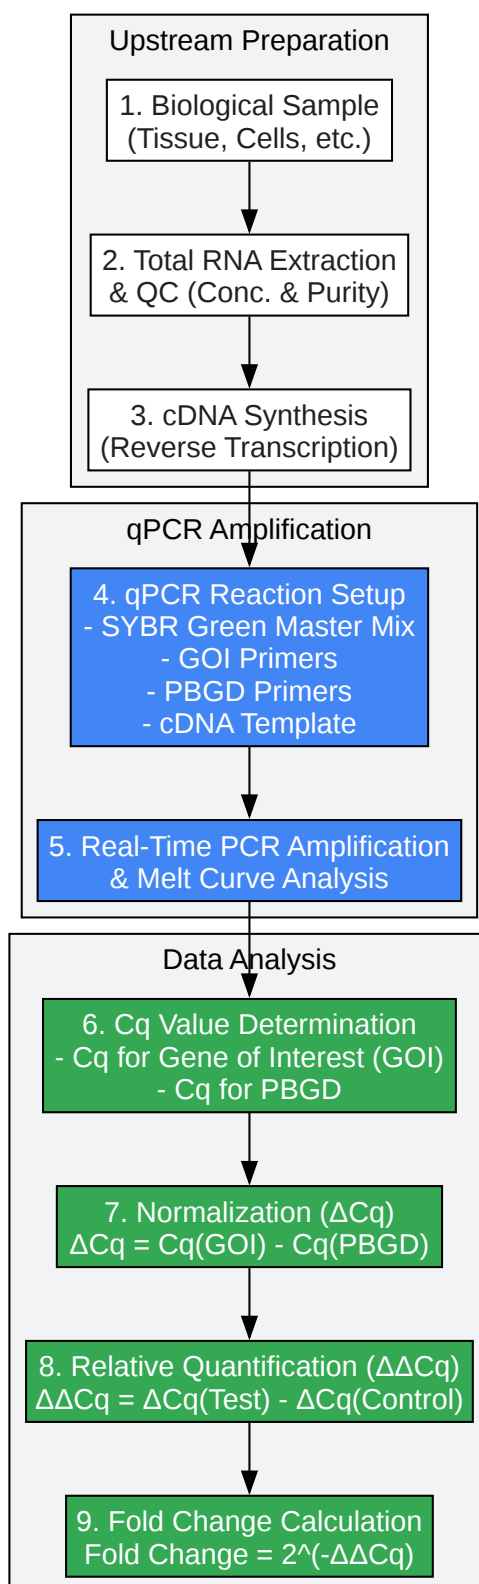 Upstream Preparation
1. Biological Sample
(Tissue, Cells, etc.)
2. Total RNA Extraction
& QC (Conc. & Purity)
3. cDNA Synthesis
(Reverse Transcription)
qPCR Amplification
4. qPCR Reaction Setup
- SYBR Green Master Mix
- GOI Primers
- PBGD Primers
- cDNA Template
5. Real-Time PCR Amplification
& Melt Curve Analysis
Data Analysis
6. Cq Value Determination
- Cq for Gene of Interest (GOI)
- Cq for PBGD
7. Normalization (ΔCq)
ΔCq = Cq(GOI) - Cq(PBGD)
8. Relative Quantification (ΔΔCq)
ΔΔCq = ΔCq(Test) - ΔCq(Control)
9. Fold Change Calculation
Fold Change = 2^(-ΔΔCq)